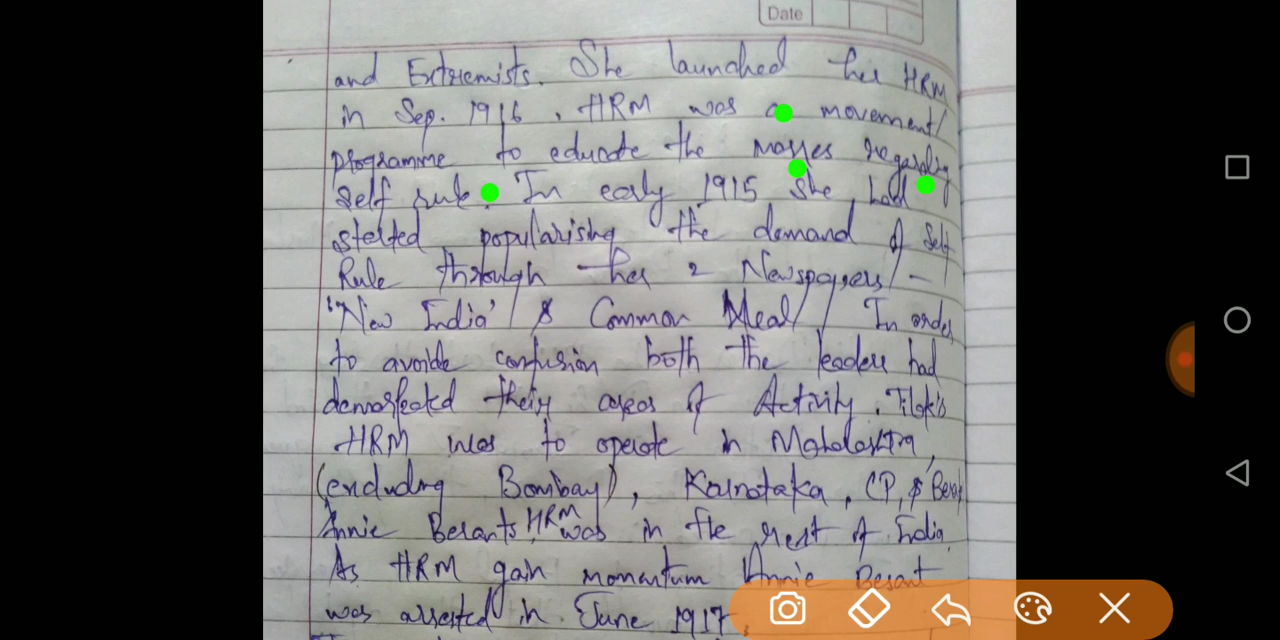 Date
and Extremists. She launched her HRM
in Sep. 1916. HRM was a movement/
programme to educate the masses regarding
self rule. In early 1915 she had
started popularising the demand of Self
Rule through her 2 Newspapers/ -
'New India' / & Common Weal/ / In order
to avoide confusion both the leaders had
demarkated their areas of Activity. Tilak's
HRM was to operate in Maharashtra,
(excluding Bombay), Karnataka, CP, & Berar
Annie Besants HRM was in the rest of India.
As HRM gain momentum Annie Besant
was arrested in June 1917.